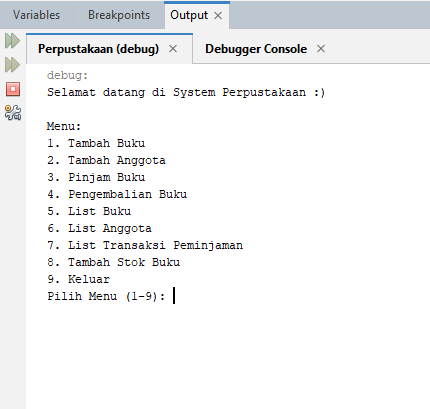 Variables Breakpoints Output ×
Perpustakaan (debug) × Debugger Console ×
debug:
Selamat datang di System Perpustakaan :)
Menu:
1. Tambah Buku
2. Tambah Anggota
3. Pinjam Buku
4. Pengembalian Buku
5. List Buku
6. List Anggota
7. List Transaksi Peminjaman
8. Tambah Stok Buku
9. Keluar
Pilih Menu (1-9):